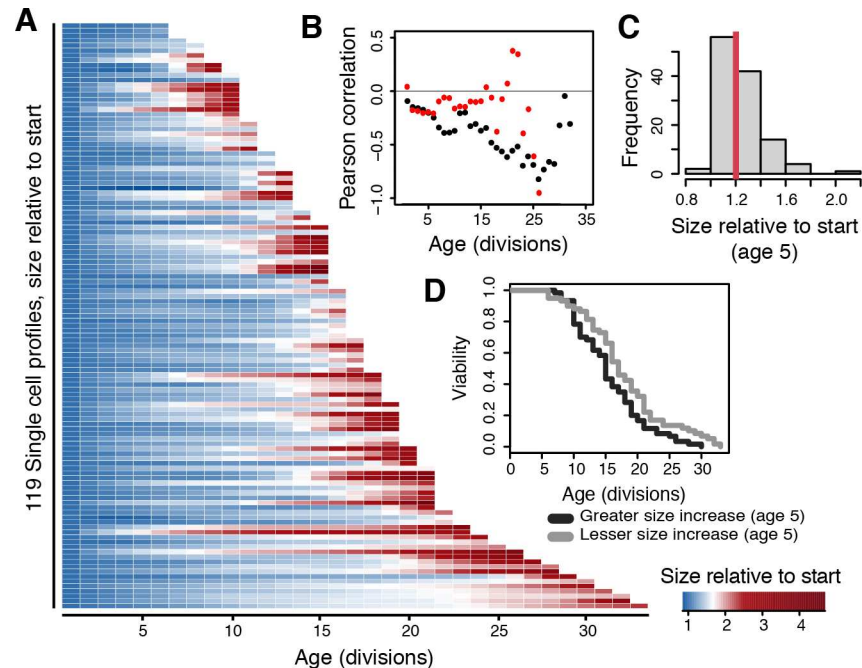 A
119 Single cell profiles, size relative to start
5
10
15
20
25
30
Age (divisions)
B
Pearson correlation
0.5
0.0
−0.5
−1.0
5
15
25
35
Age (divisions)
C
Frequency
40
20
0
0.8
1.2
1.6
2.0
Size relative to start
(age 5)
D
Viability
1.0
0.8
0.6
0.4
0.2
0.0
0
5
10
15
20
25
30
Age (divisions)
Greater size increase (age 5)
Lesser size increase (age 5)
Size relative to start
1
2
3
4